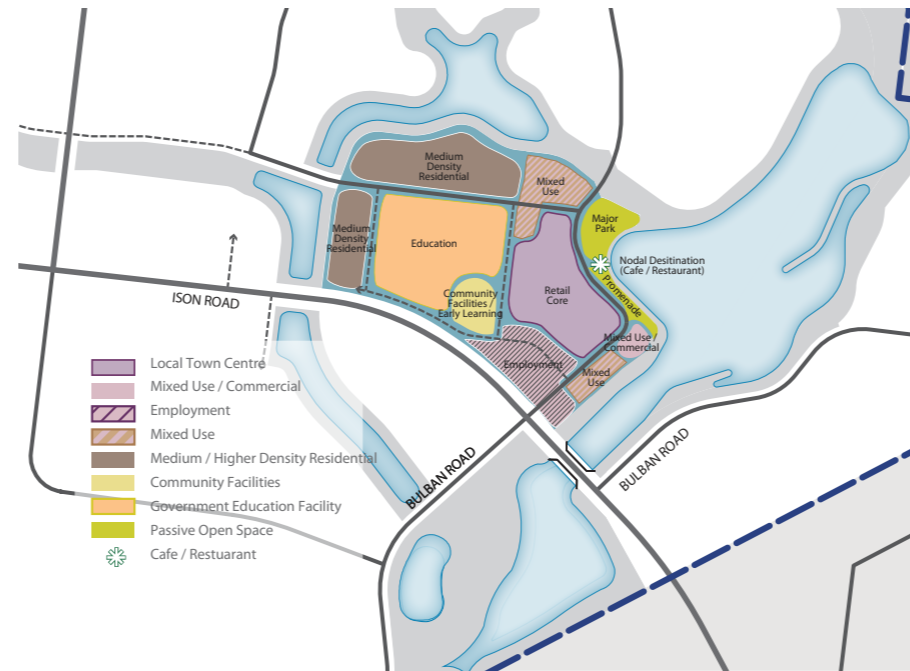 Medium
Density
Residential
Mixed
Use
Major
Park
Medium
Density
Residential
Education
Nodal Desitination
(Cafe / Restaurant)
Promenade
Retail
Core
Community
Facilities /
Early Learning
ISON ROAD
Mixed Use /
Commercial
Employment
Mixed
Use
BULBAN ROAD
BULBAN ROAD
Local Town Centre
Mixed Use / Commercial
Employment
Mixed Use
Medium / Higher Density Residential
Community Facilities
Government Education Facility
Passive Open Space
Cafe / Restuarant